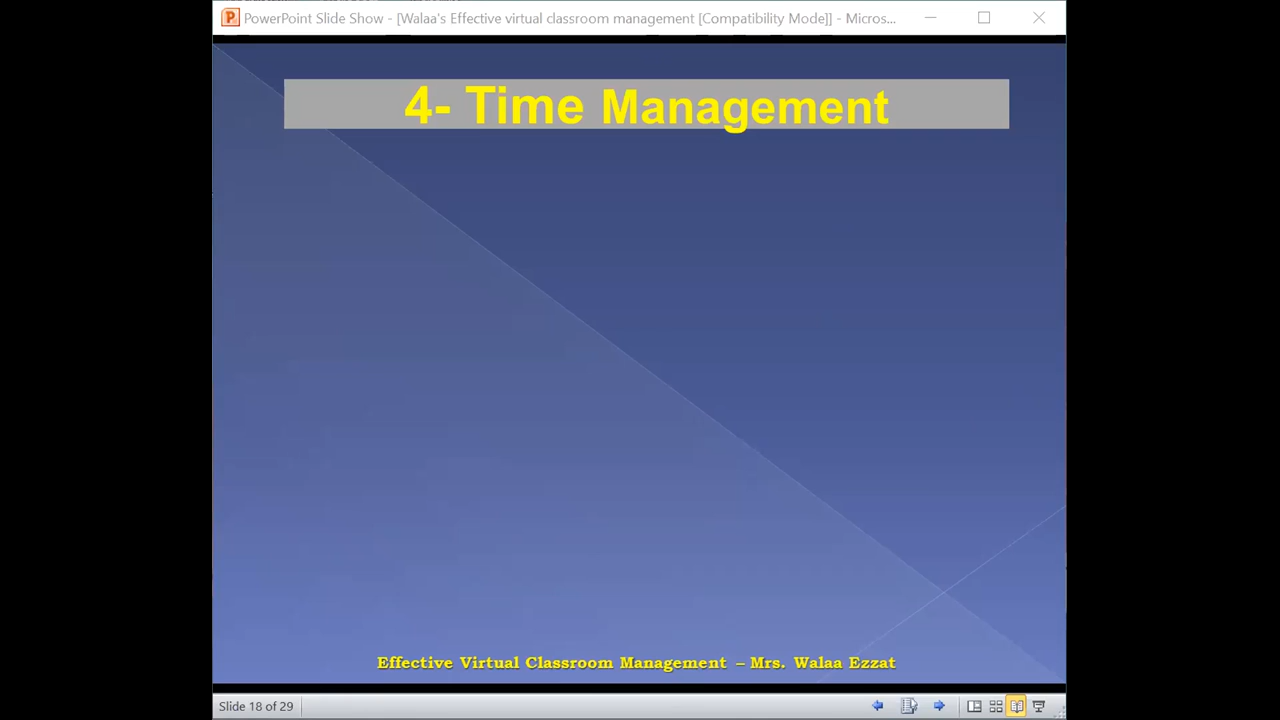 PowerPoint Slide Show - [Walaa's Effective virtual classroom management [Compatibility Mode]] - Micros...
4- Time Management
Effective Virtual Classroom Management – Mrs. Walaa Ezzat
Slide 18 of 29